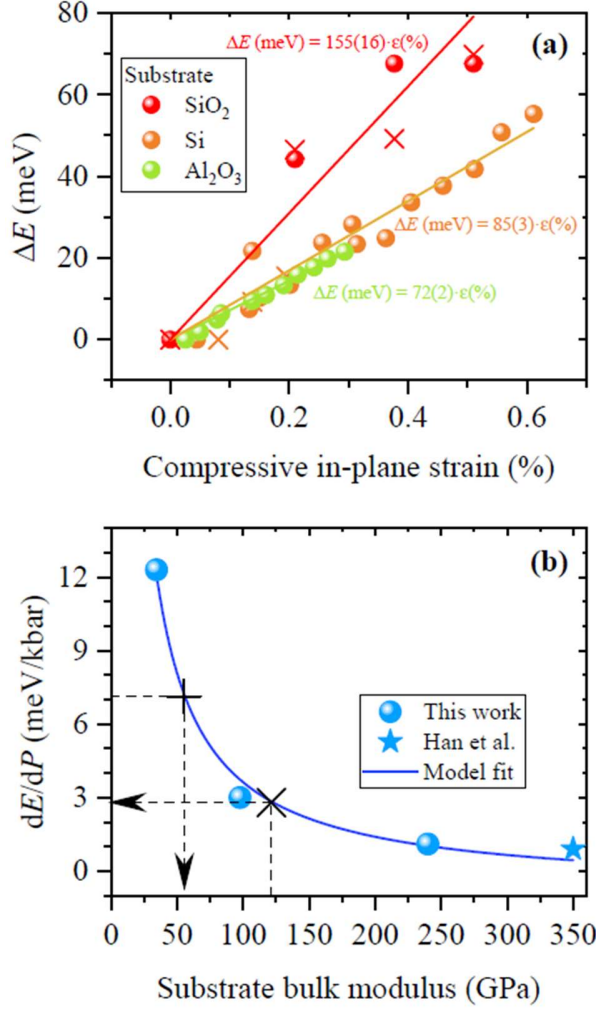 80
60
40
20
0
ΔE (meV)
(a)
ΔE (meV) = 155(16)·ε(%)
Substrate
SiO₂
Si
Al₂O₃
ΔE (meV) = 85(3)·ε(%)
ΔE (meV) = 72(2)·ε(%)
0.0 0.2 0.4 0.6
Compressive in-plane strain (%)
(b)
12
9
6
3
0
dE/dP (meV/kbar)
This work
Han et al.
Model fit
0 50 100 150 200 250 300 350
Substrate bulk modulus (GPa)